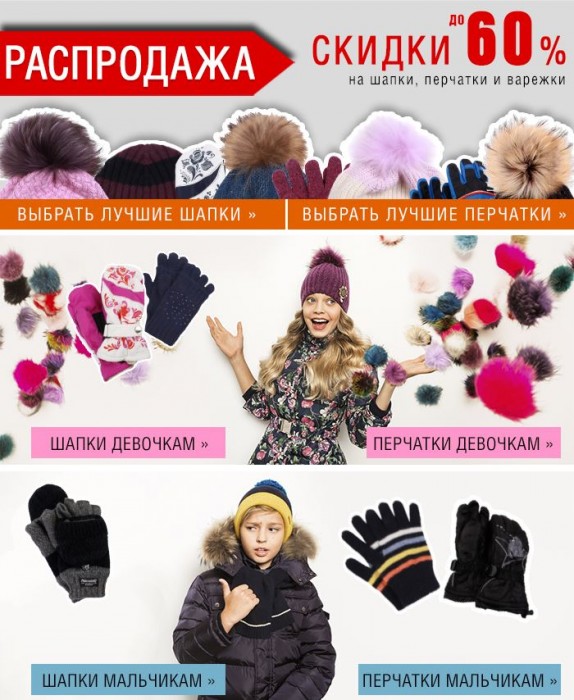 РАСПРОДАЖА
СКИДКИ ДО 60%
на шапки, перчатки и варежки
ВЫБРАТЬ ЛУЧШИЕ ШАПКИ »
ВЫБРАТЬ ЛУЧШИЕ ПЕРЧАТКИ »
ШАПКИ ДЕВОЧКАМ »
ПЕРЧАТКИ ДЕВОЧКАМ »
ШАПКИ МАЛЬЧИКАМ »
ПЕРЧАТКИ МАЛЬЧИКАМ »